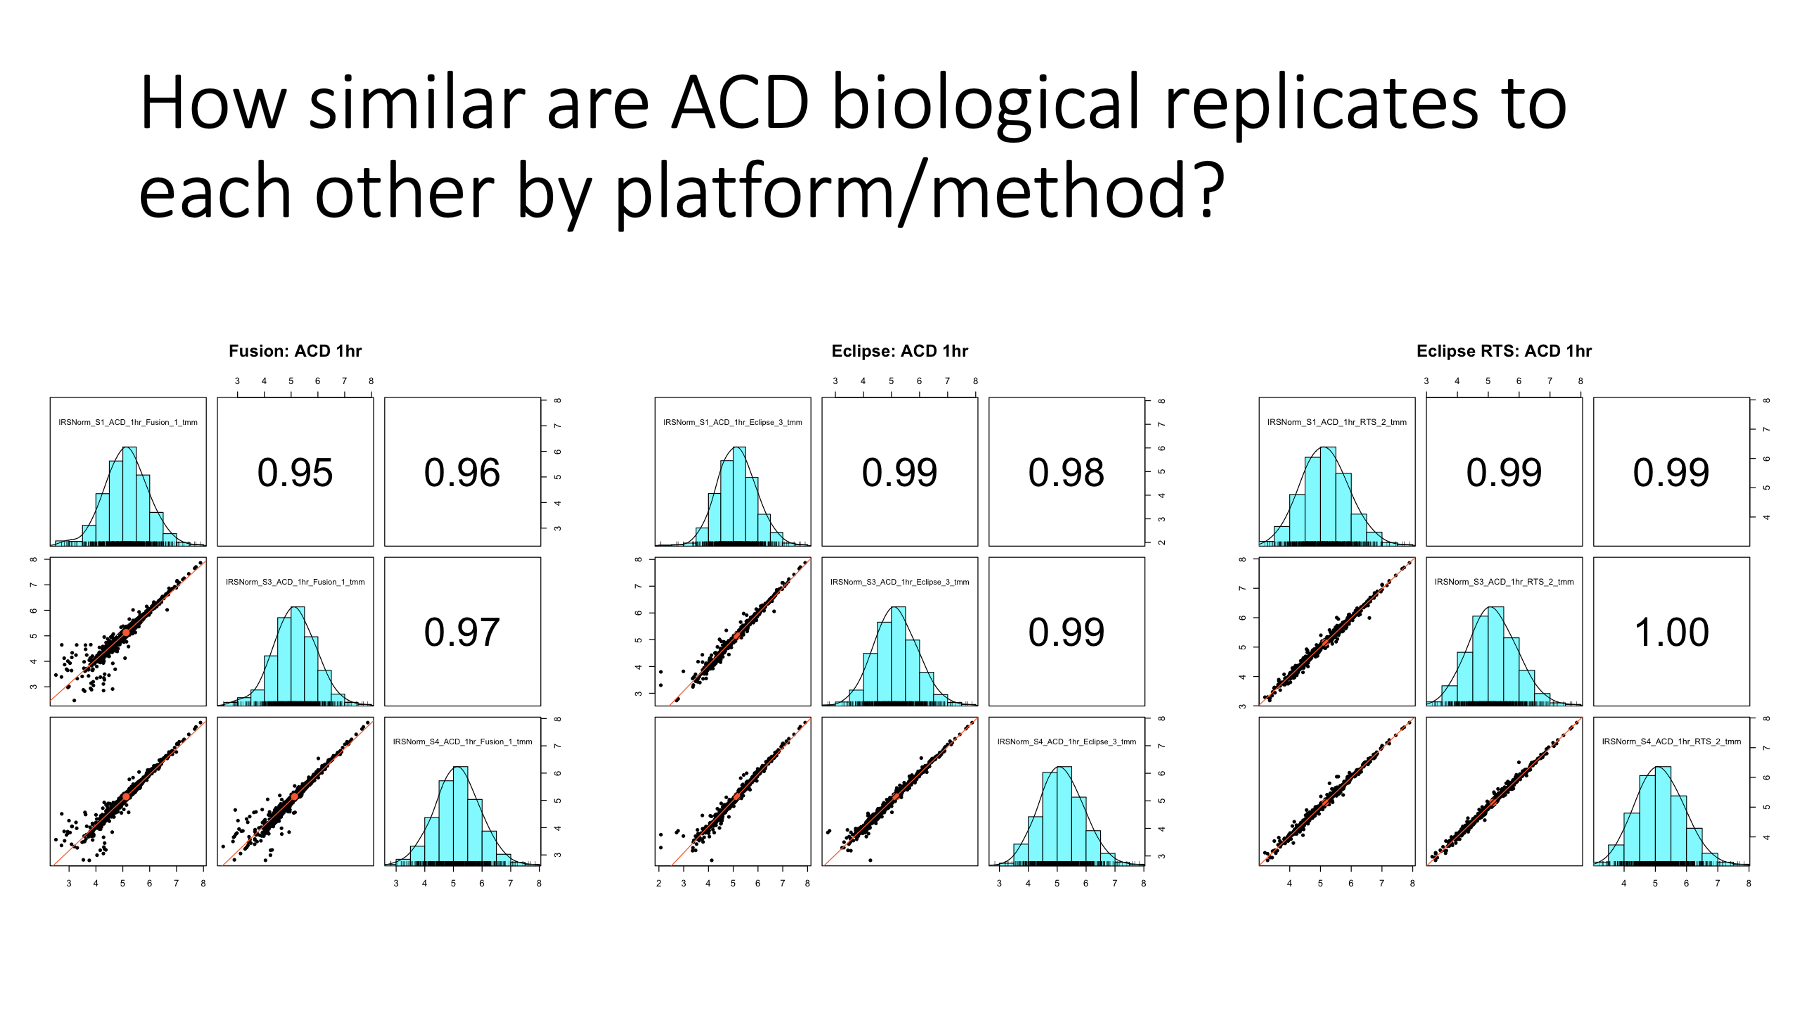 How similar are ACD biological replicates to
each other by platform/method?
Fusion: ACD 1hr
3 4 5 6 7 8
IRSNorm_S1_ACD_1hr_Fusion_1_tmm
0.95
0.96
3 4 5 6 7 8
3 4 5 6 7 8
IRSNorm_S3_ACD_1hr_Fusion_1_tmm
0.97
IRSNorm_S4_ACD_1hr_Fusion_1_tmm
3 4 5 6 7 8
3 4 5 6 7 8
3 4 5 6 7 8
Eclipse: ACD 1hr
3 4 5 6 7 8
IRSNorm_S1_ACD_1hr_Eclipse_3_tmm
0.99
0.98
2 3 4 5 6 7 8
3 4 5 6 7 8
IRSNorm_S3_ACD_1hr_Eclipse_3_tmm
0.99
IRSNorm_S4_ACD_1hr_Eclipse_3_tmm
3 4 5 6 7 8
2 3 4 5 6 7 8
3 4 5 6 7 8
Eclipse RTS: ACD 1hr
3 4 5 6 7 8
IRSNorm_S1_ACD_1hr_RTS_2_tmm
0.99
0.99
4 5 6 7 8
3 4 5 6 7 8
IRSNorm_S3_ACD_1hr_RTS_2_tmm
1.00
IRSNorm_S4_ACD_1hr_RTS_2_tmm
4 5 6 7 8
4 5 6 7 8
4 5 6 7 8